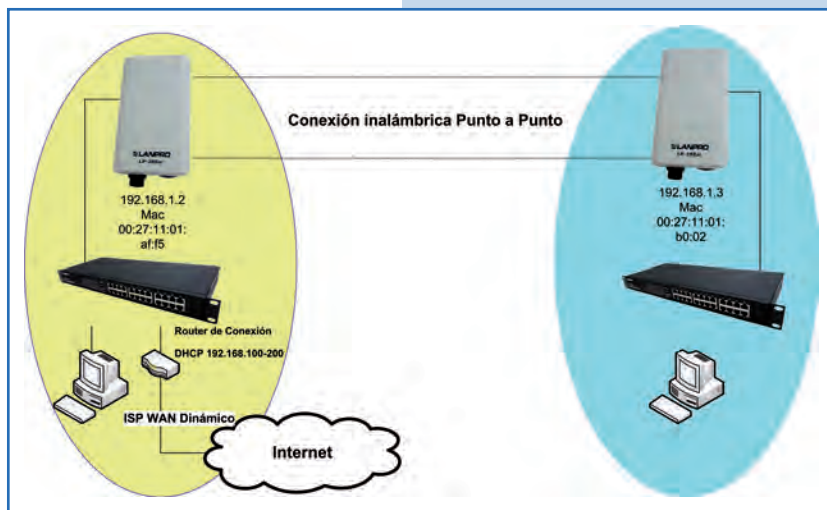 Conexión inalámbrica Punto a Punto
LANPRO
192.168.1.2
Mac
00:27:11:01:
af:f5
LANPRO
192.168.1.3
Mac
00:27:11:01:
b0:02
Router de Conexión
DHCP 192.168.100-200
ISP WAN Dinámico
Internet